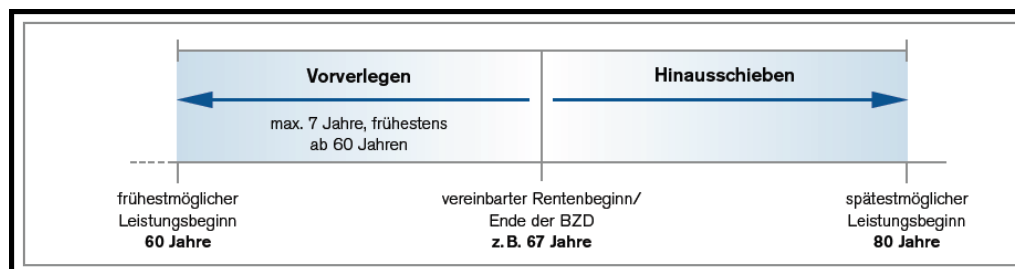 Vorverlegen
Hinausschieben
max. 7 Jahre, frühestens
ab 60 Jahren
frühestmöglicher
Leistungsbeginn
60 Jahre
vereinbarter Rentenbeginn/
Ende der BZD
z. B. 67 Jahre
spätestmöglicher
Leistungsbeginn
80 Jahre